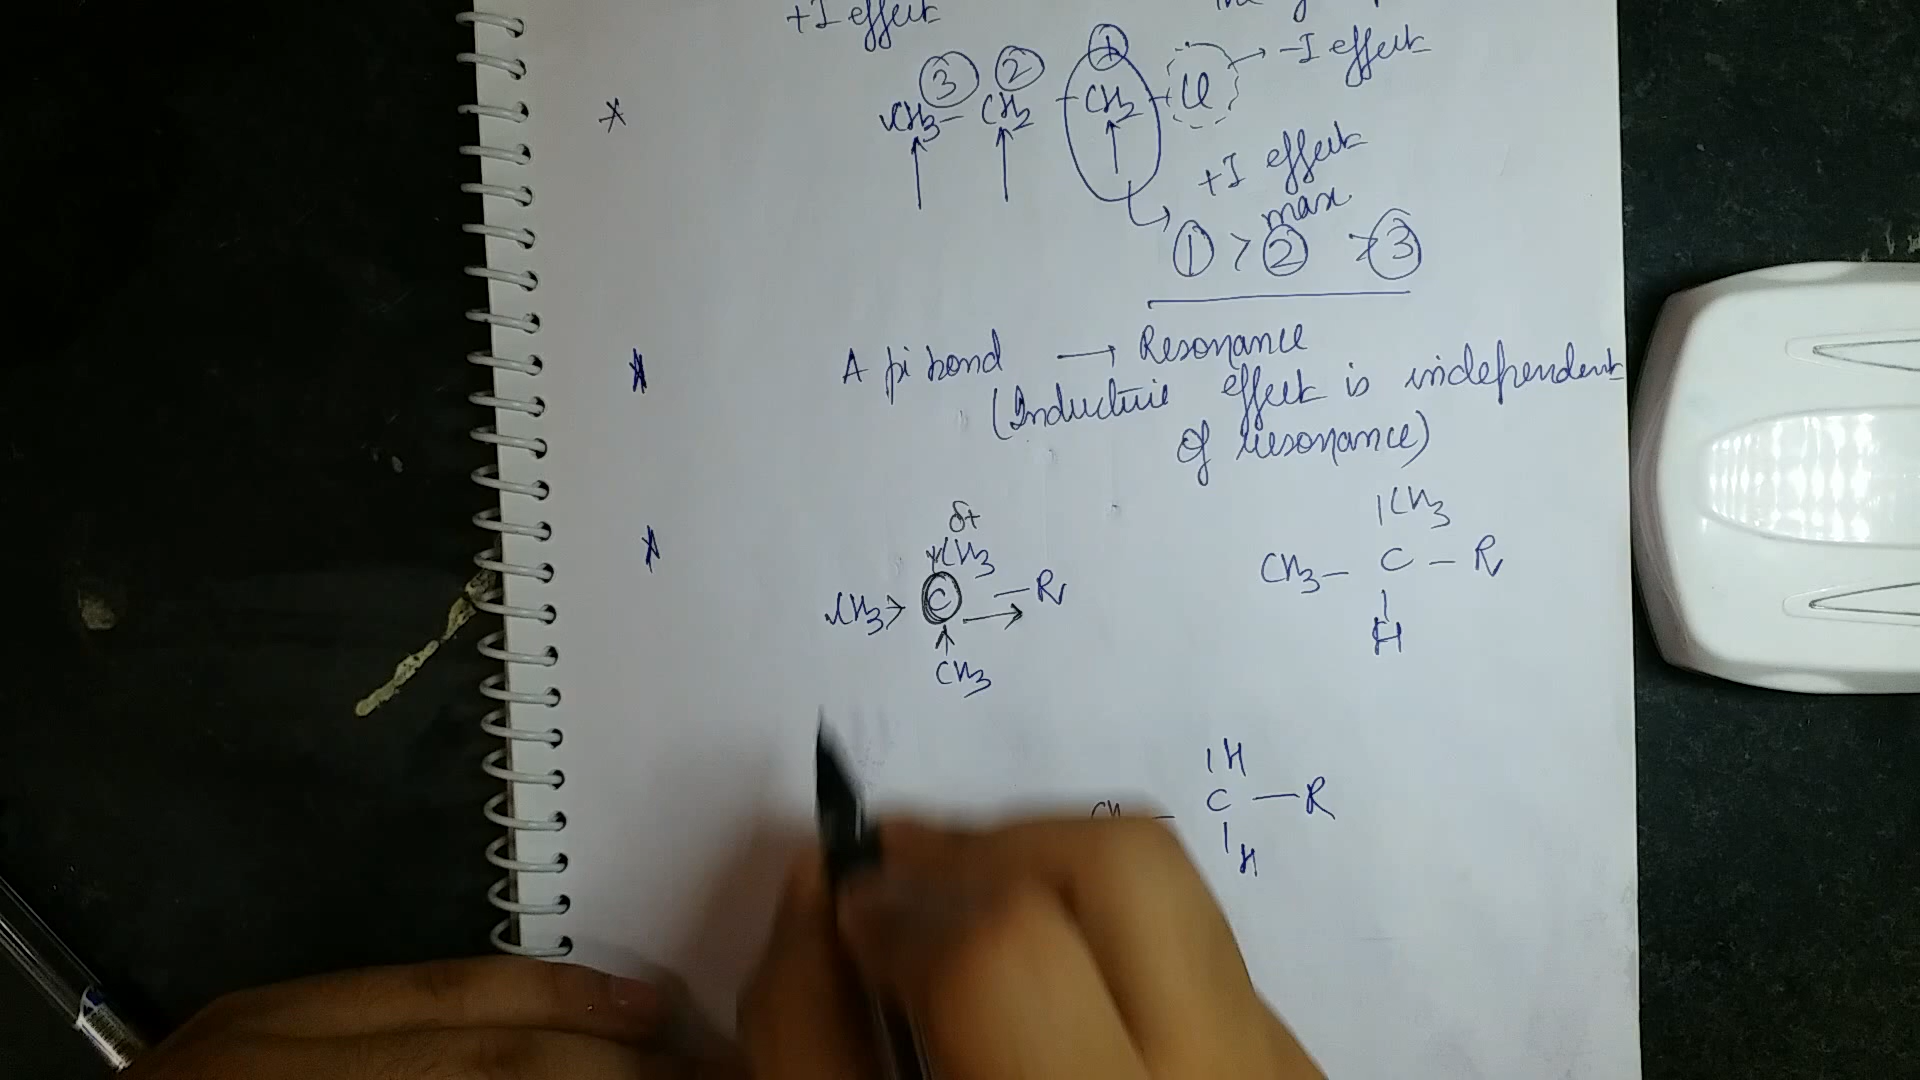 +I effect
③ ② ①
CH3 - CH2 - CH2 - Cl → -I effect
+I effect
max.
① > ② > ③
A pi bond → Resonance
(Inductive effect is independent
of resonance)
δ+
CH3
CH3 > C — R
CH3
CH3
CH3 — C — R
H
H
C — R
H